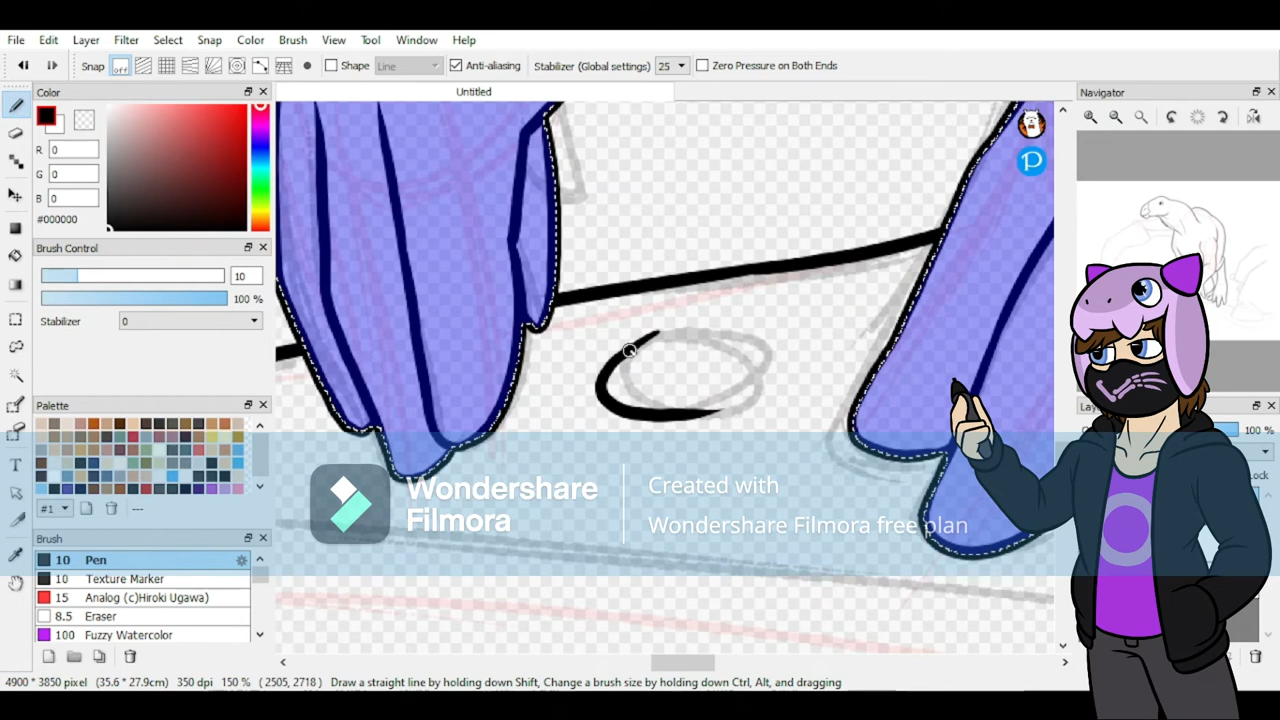 File Edit Layer Filter Select Snap Color Brush View Tool Window Help
Snap off Shape Line Anti-aliasing Stabilizer (Global settings) 25 Zero Pressure on Both Ends
Color
Untitled
Navigator
R 0
G 0
B 0
#000000
P
Brush Control
10
100 %
Stabilizer 0
Palette
#1 ---
100 %
ock
Wondershare
Filmora
Created with
Wondershare Filmora free plan
Brush
10 Pen
10 Texture Marker
15 Analog (c)Hiroki Ugawa)
8.5 Eraser
100 Fuzzy Watercolor
4900 * 3850 pixel (35.6 * 27.9cm) 350 dpi 150 % ( 2505, 2718 ) Draw a straight line by holding down Shift, Change a brush size by holding down Ctrl, Alt, and dragging